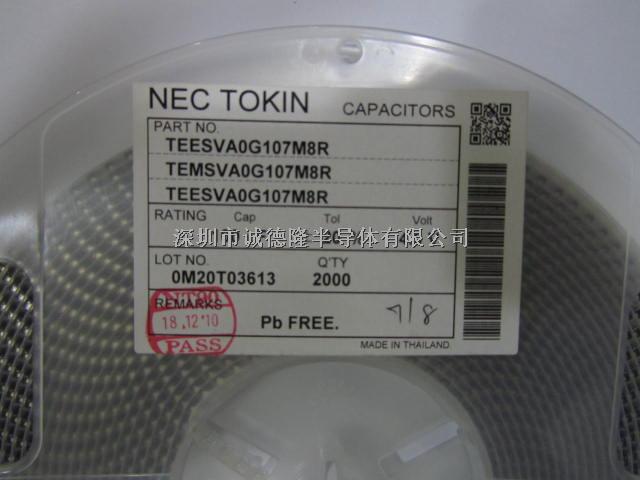 NEC TOKIN CAPACITORS
PART NO.
TEESVA0G107M8R
TEMSVA0G107M8R
TEESVA0G107M8R
RATING Cap Tol Volt
深圳市诚德隆半导体有限公司
LOT NO. Q'TY
0M20T03613 2000
REMARKS
18.12.10
PASS
Pb FREE.
7/8
MADE IN THAILAND.